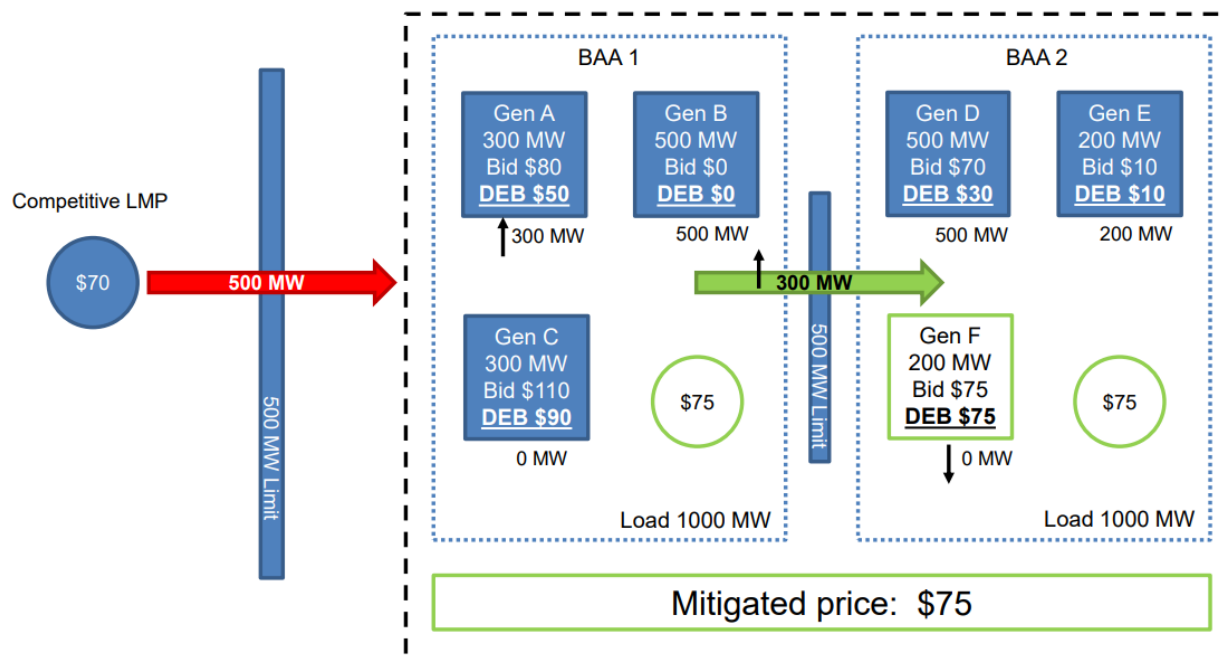 Competitive LMP
$70
500 MW
500 MW Limit
BAA 1
Gen A
300 MW
Bid $80
DEB $50
300 MW
Gen B
500 MW
Bid $0
DEB $0
500 MW
Gen C
300 MW
Bid $110
DEB $90
0 MW
$75
Load 1000 MW
300 MW
500 MW Limit
BAA 2
Gen D
500 MW
Bid $70
DEB $30
500 MW
Gen E
200 MW
Bid $10
DEB $10
200 MW
Gen F
200 MW
Bid $75
DEB $75
0 MW
$75
Load 1000 MW
Mitigated price: $75